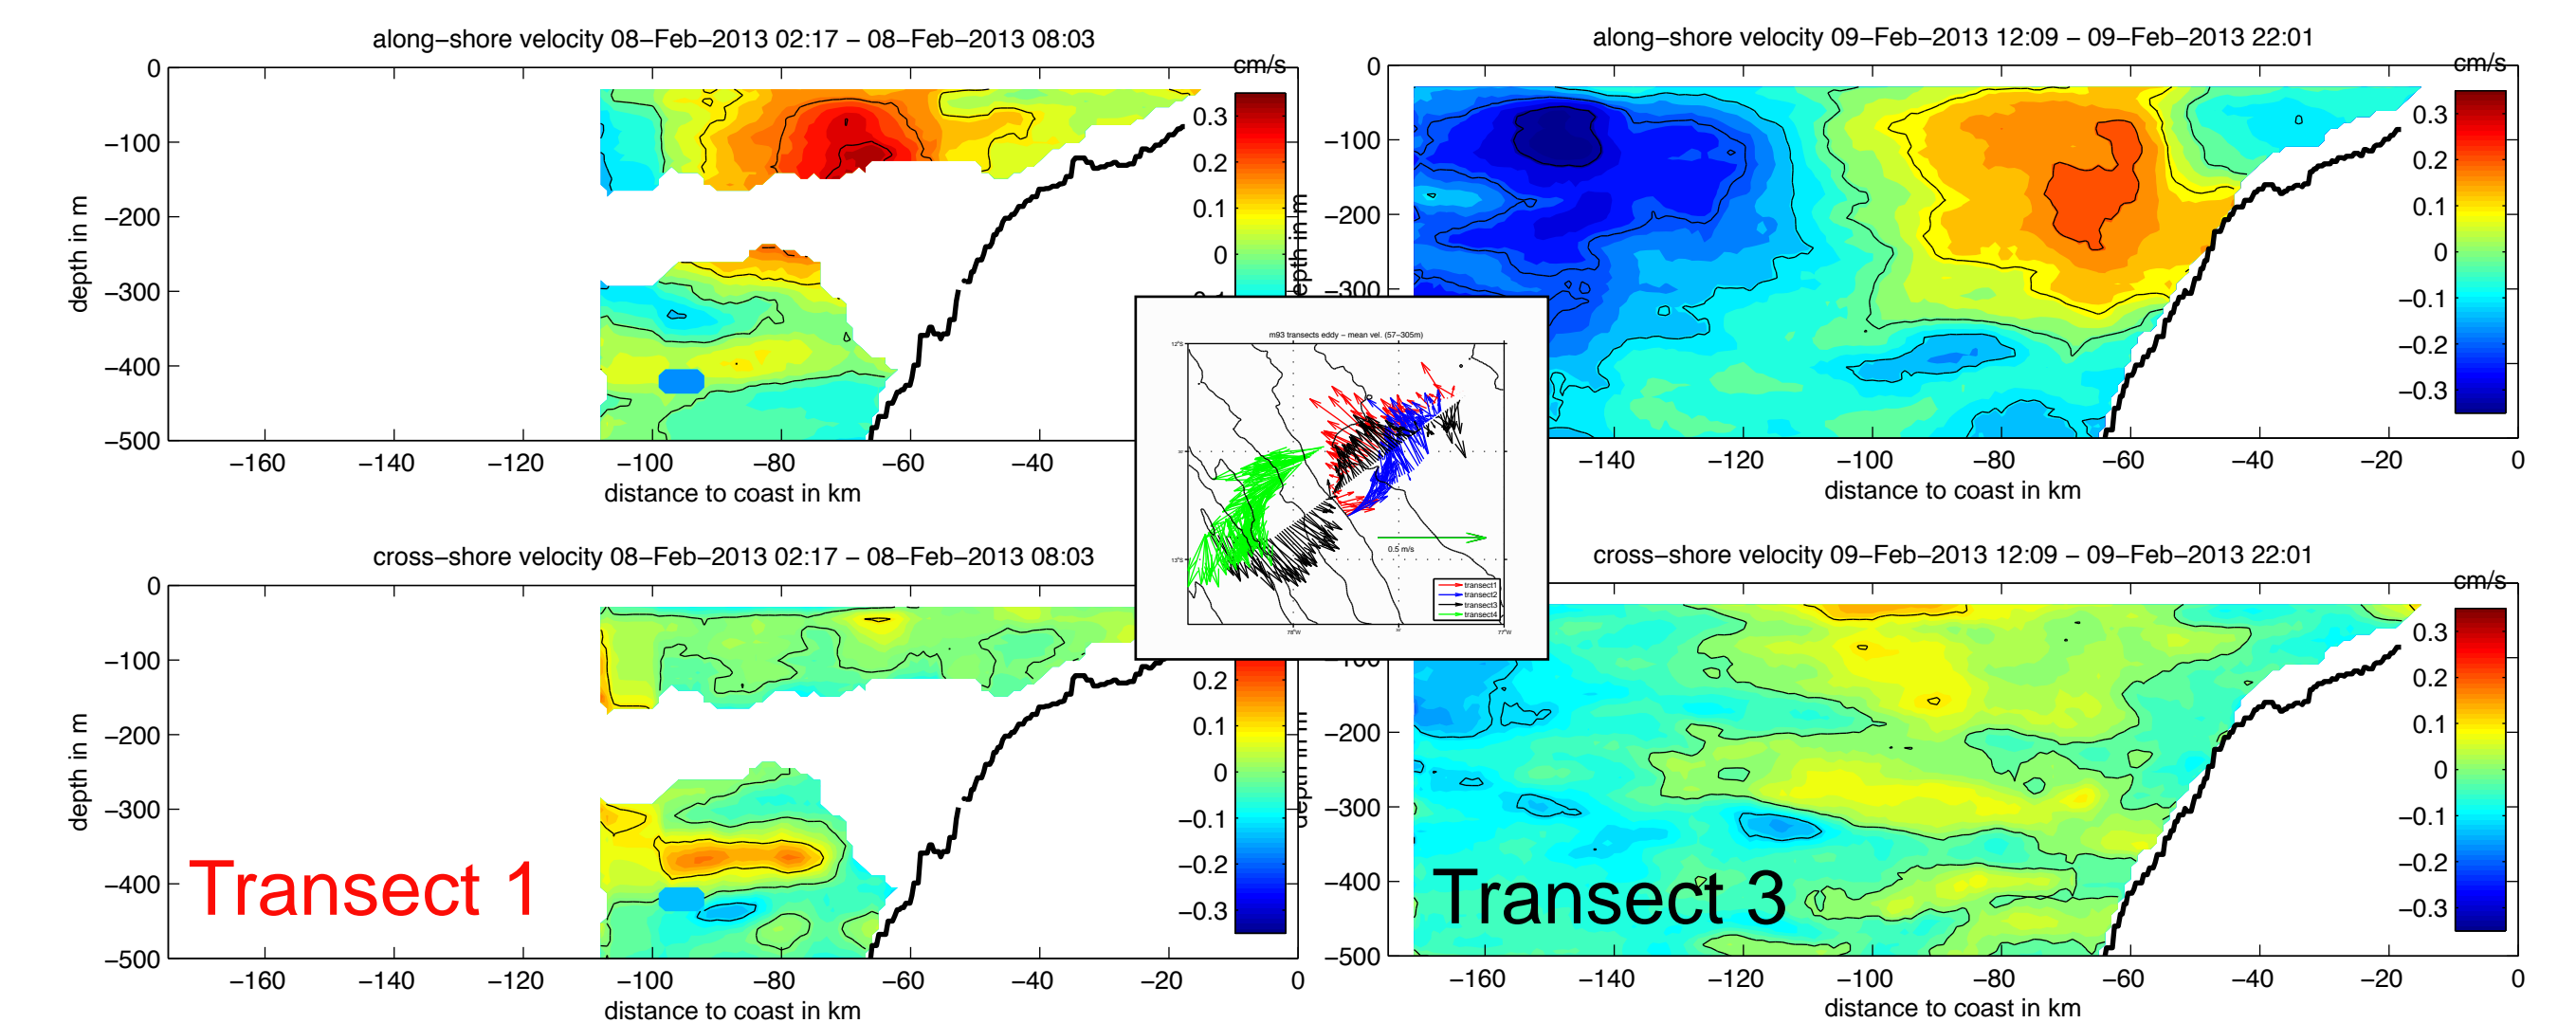 along−shore velocity 08−Feb−2013 02:17 − 08−Feb−2013 08:03
cm/s
0
−100
−200
−300
−400
−500
depth in m
−160
−140
−120
−100
−80
−60
−40
distance to coast in km
0.3
0.2
0.1
0
along−shore velocity 09−Feb−2013 12:09 − 09−Feb−2013 22:01
cm/s
0
−100
−200
−300
−140
−120
−100
−80
−60
−40
−20
0
distance to coast in km
0.3
0.2
0.1
0
−0.1
−0.2
−0.3
m93 transects eddy − mean vel. (57−305m)
12°S
13°S
78°W
77°W
0.5 m/s
transect1
transect2
transect3
transect4
cross−shore velocity 08−Feb−2013 02:17 − 08−Feb−2013 08:03
0
−100
−200
−300
−400
−500
depth in m
−160
−140
−120
−100
−80
−60
−40
−20
0
distance to coast in km
0.2
0.1
0
−0.1
−0.2
−0.3
Transect 1
cross−shore velocity 09−Feb−2013 12:09 − 09−Feb−2013 22:01
cm/s
−200
−300
−400
−500
depth in m
−160
−140
−120
−100
−80
−60
−40
−20
0
distance to coast in km
0.3
0.2
0.1
0
−0.1
−0.2
−0.3
Transect 3